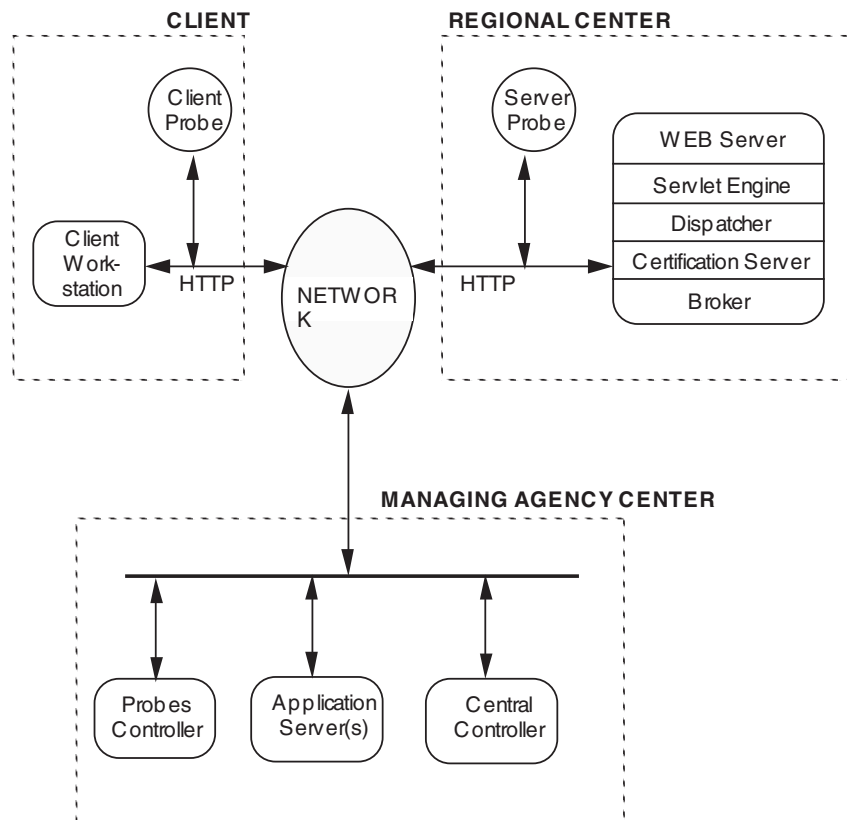 CLIENT
REGIONAL CENTER
Client
Probe
Server
Probe
WEB Server
Servlet Engine
Dispatcher
Certification Server
Broker
Client
Work-
station
HTTP
NETWOR
K
HTTP
MANAGING AGENCY CENTER
Probes
Controller
Application
Server(s)
Central
Controller